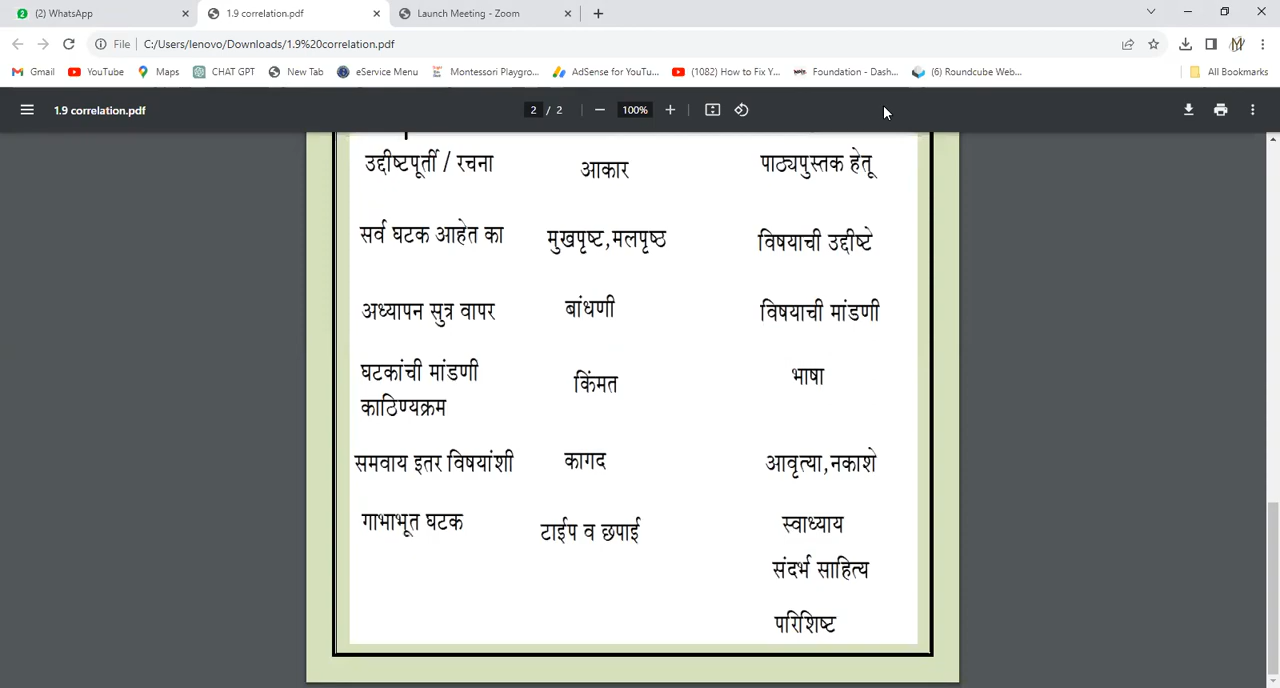 (2) WhatsApp
1.9 correlation.pdf
Launch Meeting - Zoom
File
C:/Users/lenovo/Downloads/1.9%20correlation.pdf
Gmail
YouTube
Maps
CHAT GPT
New Tab
eService Menu
Montessori Playgro...
AdSense for YouTu...
(1082) How to Fix Y...
Foundation - Dash...
(6) Roundcube Web...
All Bookmarks
1.9 correlation.pdf
2 / 2
100%
उद्दीष्टपूर्ती / रचना
आकार
पाठ्यपुस्तक हेतू
सर्व घटक आहेत का
मुखपृष्ट,मलपृष्ठ
विषयाची उद्दीष्टे
अध्यापन सुत्र वापर
बांधणी
विषयाची मांडणी
घटकांची मांडणी
काठिण्यक्रम
किंमत
भाषा
समवाय इतर विषयांशी
कागद
आवृत्या,नकाशे
गाभाभूत घटक
टाईप व छपाई
स्वाध्याय
संदर्भ साहित्य
परिशिष्ट